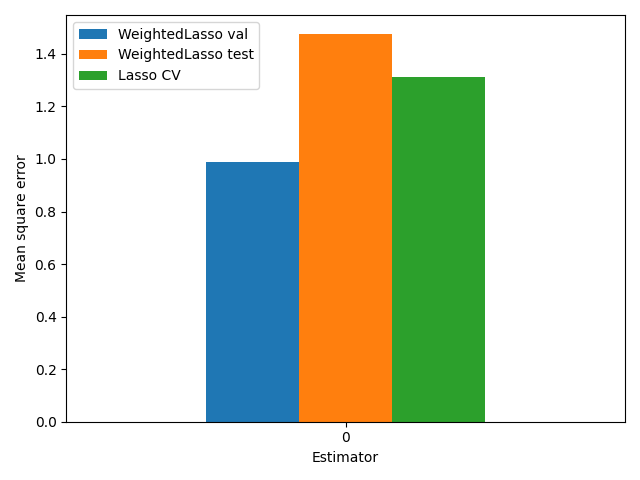 WeightedLasso val
WeightedLasso test
Lasso CV
1.4
1.2
1.0
0.8
0.6
0.4
0.2
0.0
Mean square error
0
Estimator